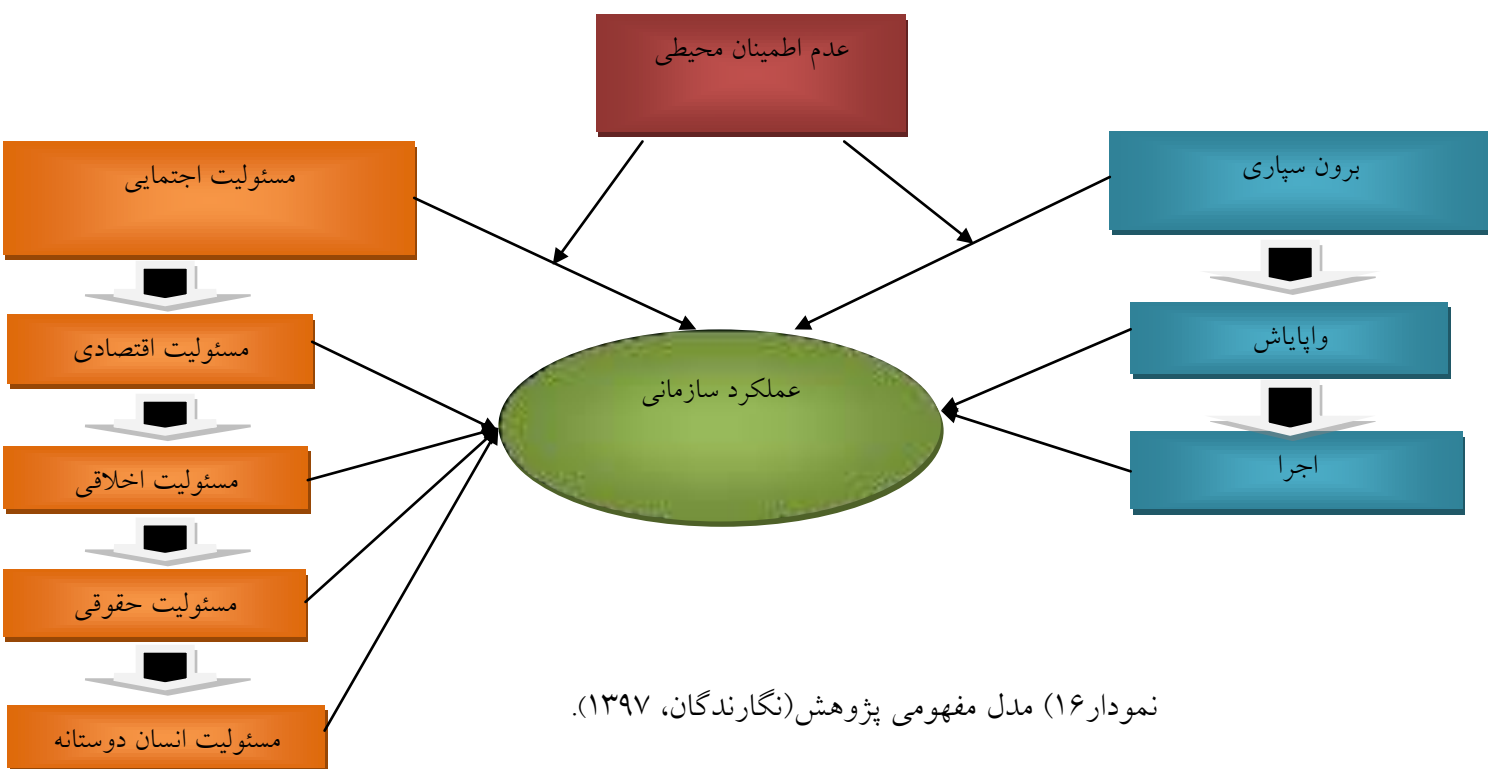 عدم اطمینان محیطی
برون سپاری
مسئولیت اجتمایی
واپایاش
مسئولیت اقتصادی
عملکرد سازمانی
اجرا
مسئولیت اخلاقی
مسئولیت حقوقی
مسئولیت انسان دوستانه
نمودار۱۶) مدل مفهومی پژوهش(نگارندگان، ۱۳۹۷).